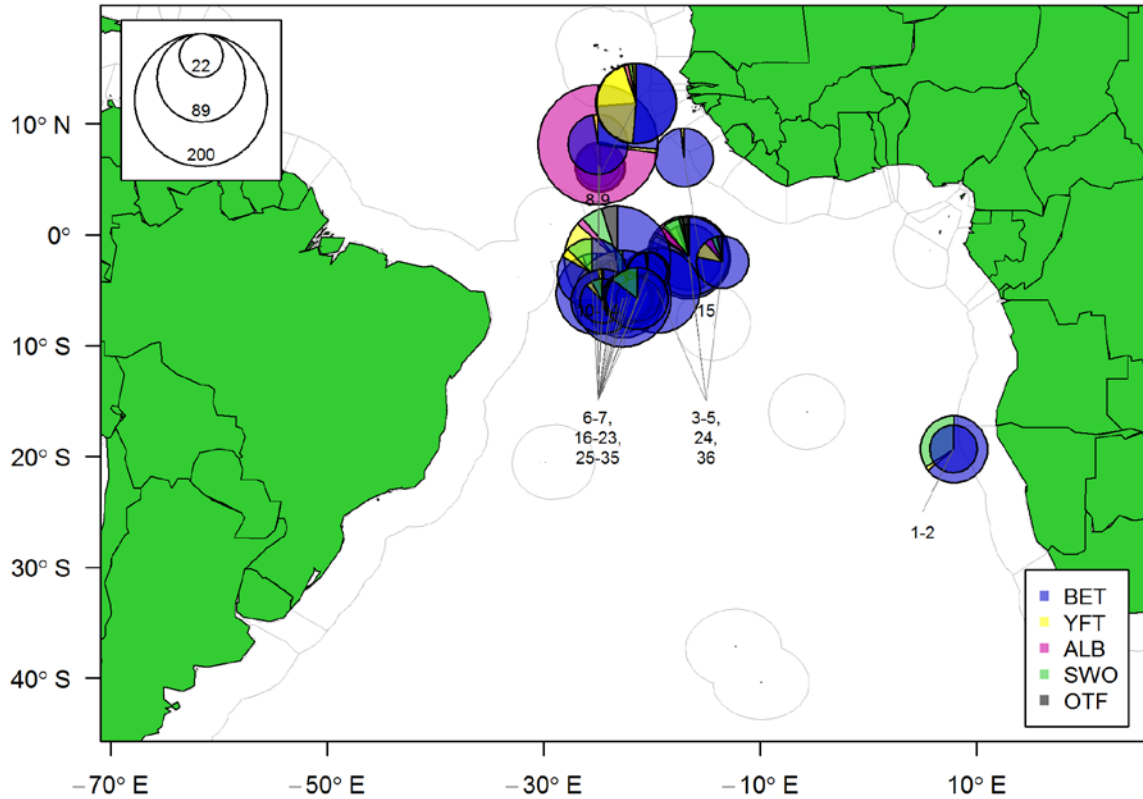 22
89
200
10° N
0°
10° S
20° S
30° S
40° S
8-9
15
6-7,
16-23,
25-35
3-5,
24,
36
1-2
BET
YFT
ALB
SWO
OTF
−70° E
−50° E
−30° E
−10° E
10° E